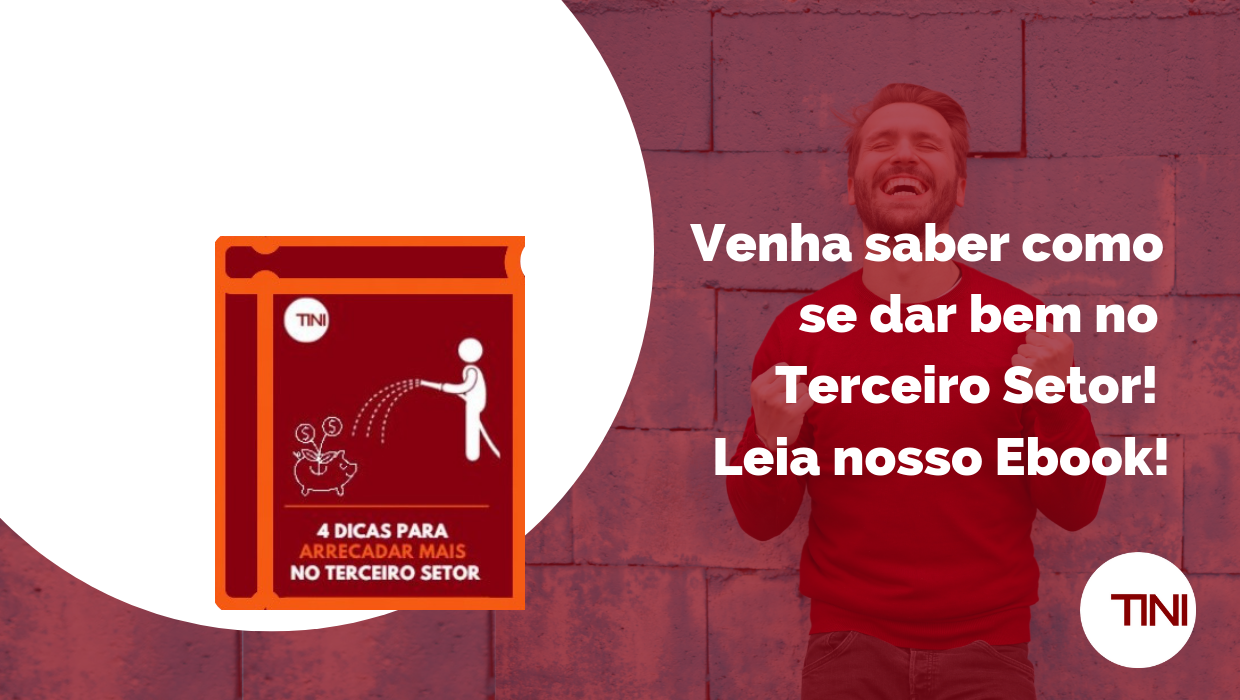 TINI
$ $
4 DICAS PARA
ARRECADAR MAIS
NO TERCEIRO SETOR
Venha saber como
se dar bem no
Terceiro Setor!
Leia nosso Ebook!
TINI